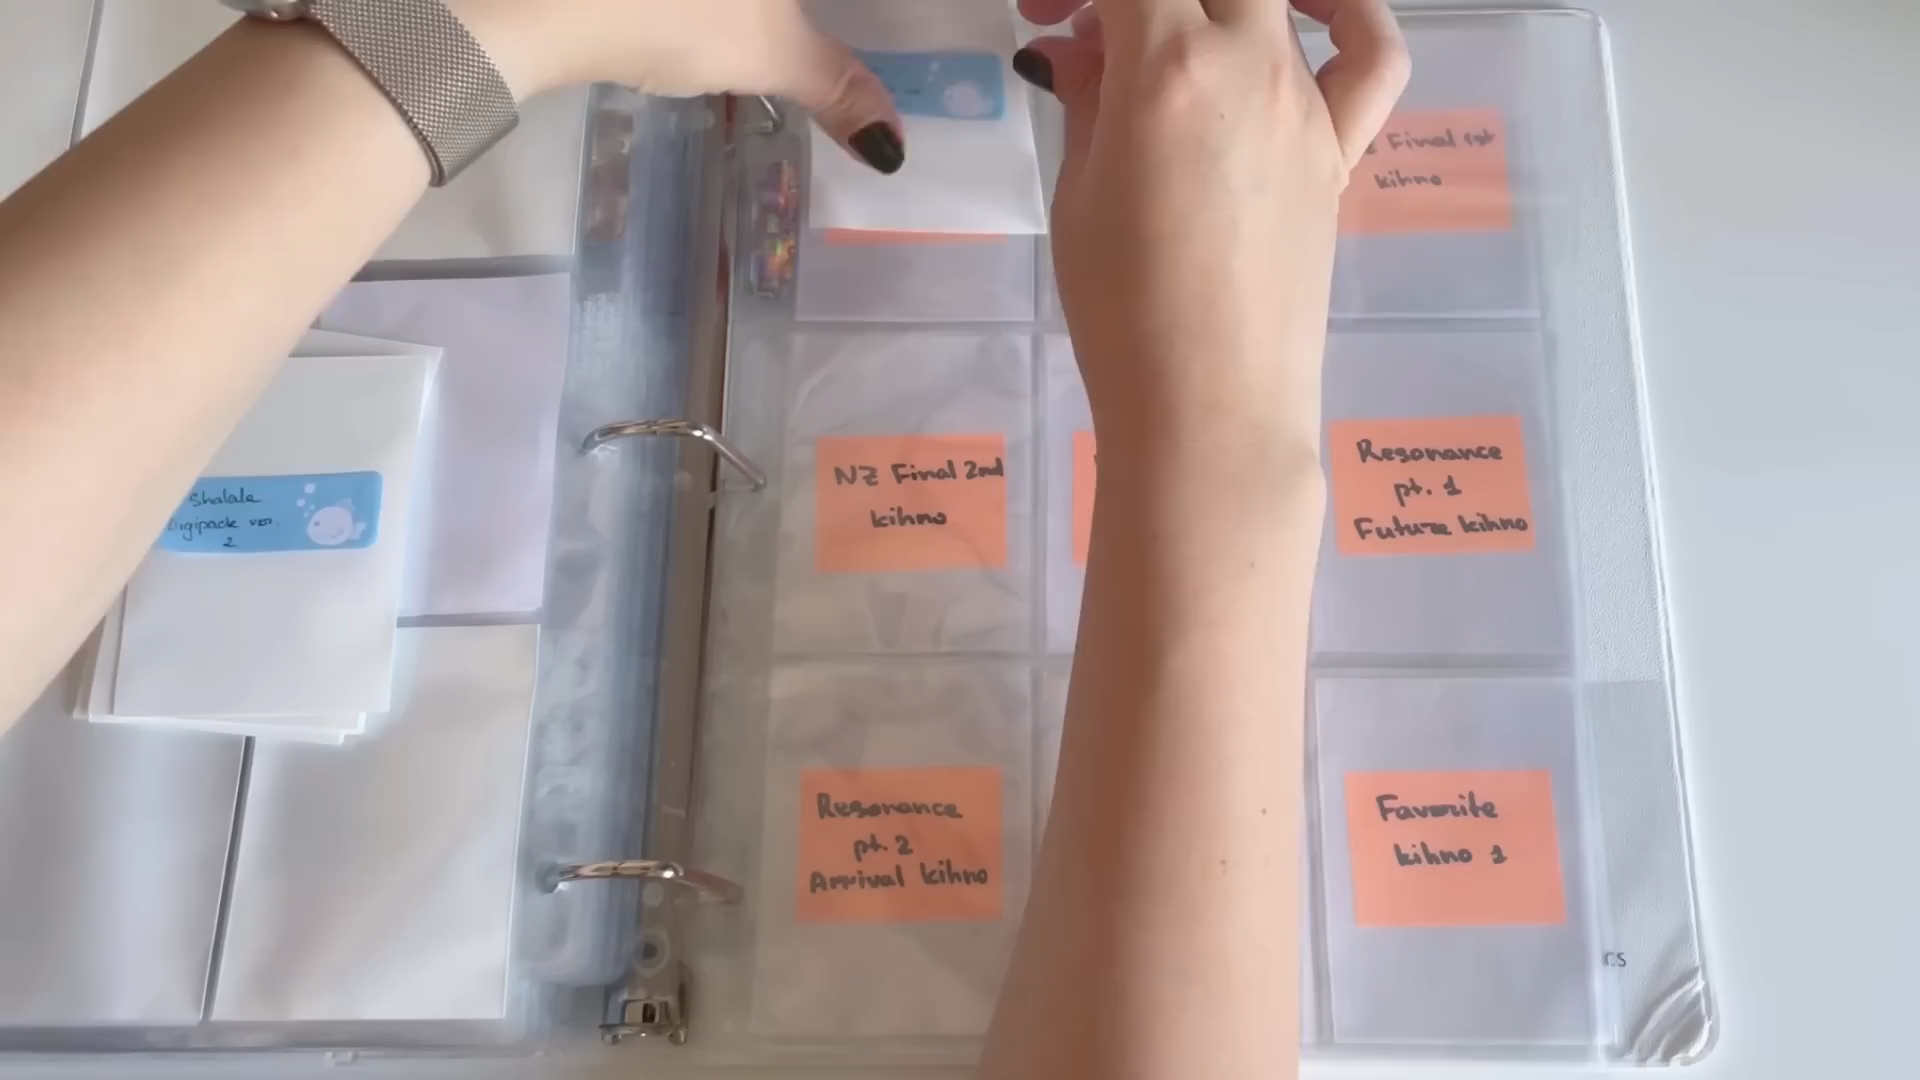 Final 1st
kihno
Shalala
Digipack ver.
2
NZ Final 2nd
kihno
Resonance
pt. 1
Future kihno
Resonance
pt. 2
Arrival kihno
Favorite
kihno 1
cs